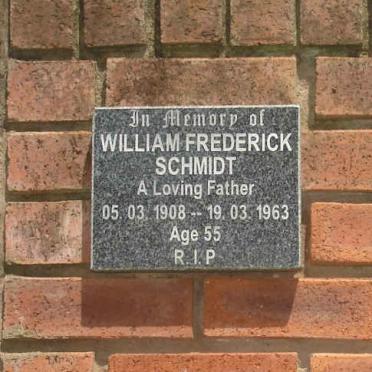 In Memory of
WILLIAM FREDERICK
SCHMIDT
A Loving Father
05. 03. 1908 -- 19. 03. 1963
Age 55
R.I.P